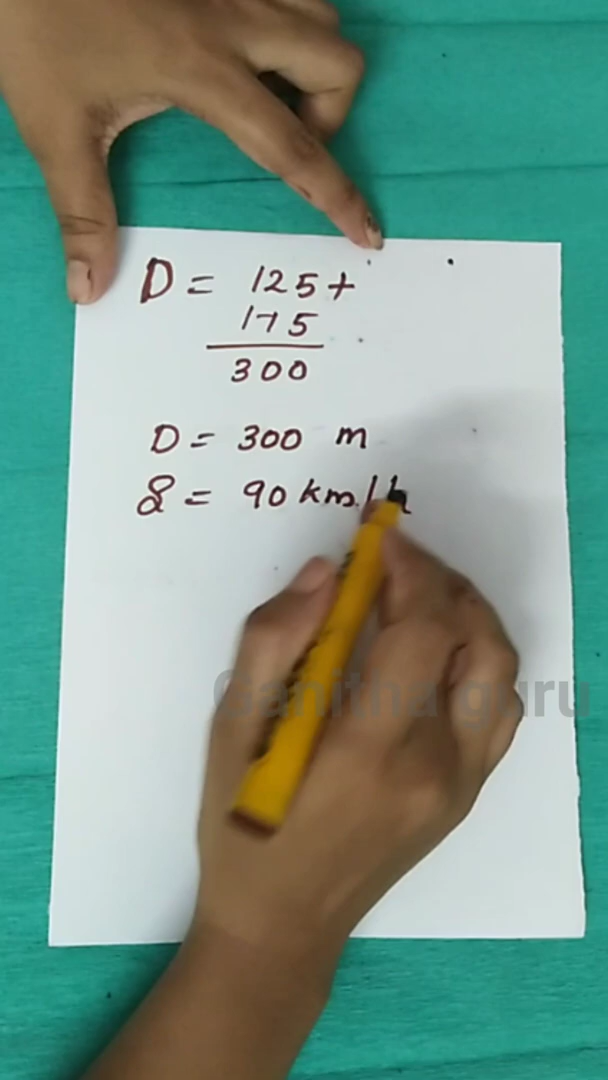 D = 125+
175
300
D = 300 m
S = 90 km/h
Ganitha guru